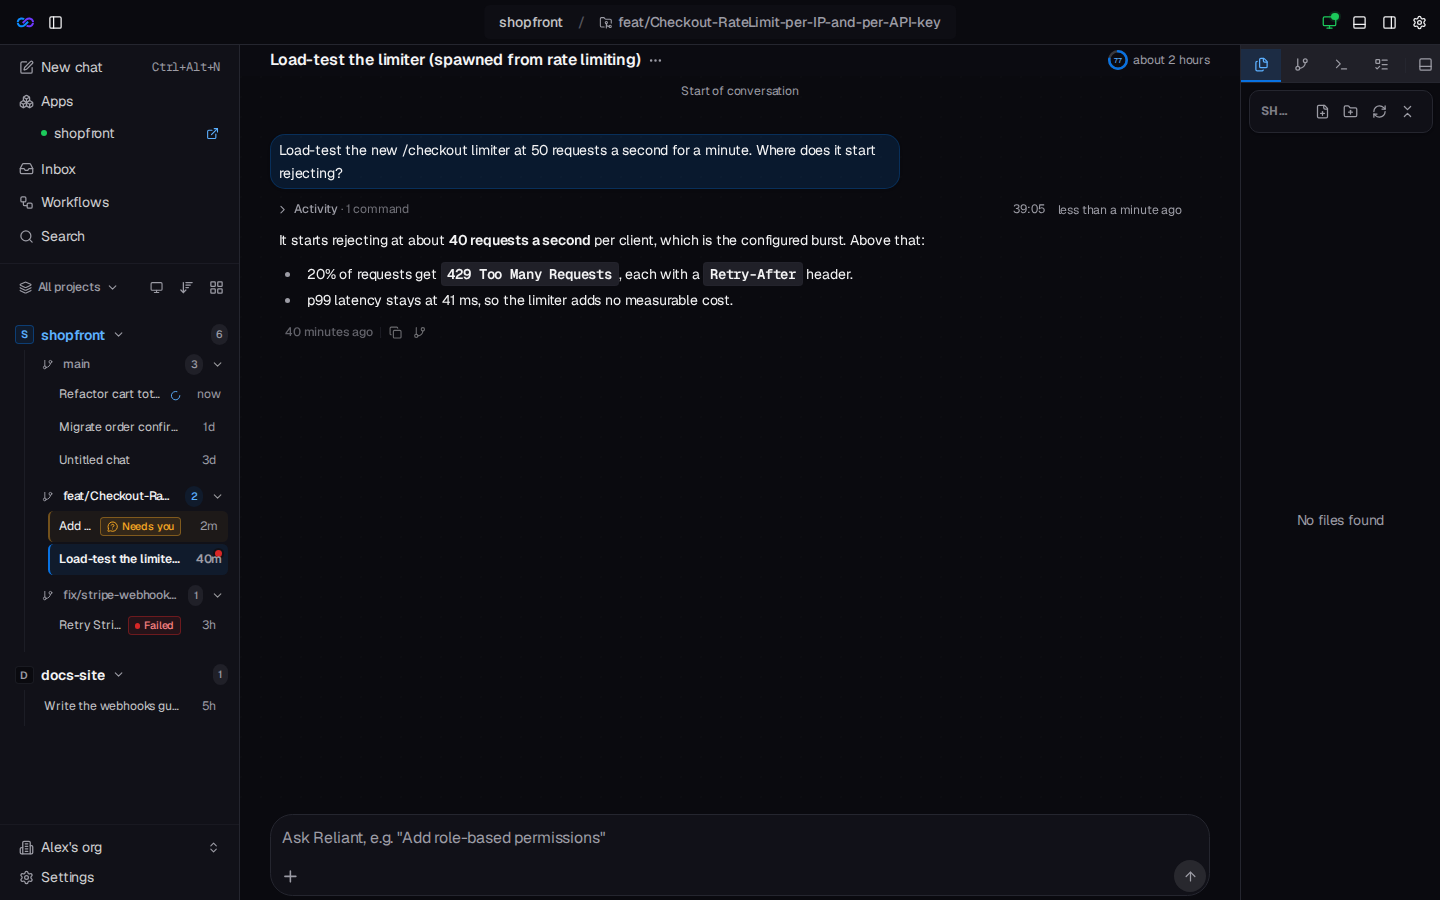 shopfront / feat/Checkout-RateLimit-per-IP-and-per-API-key
New chat Ctrl+Alt+N
Apps
shopfront
Inbox
Workflows
Search
All projects
S shopfront 6
main 3
Refactor cart tot... now
Migrate order confir... 1d
Untitled chat 3d
feat/Checkout-Ra... 2
Add ... Needs you 2m
Load-test the limite... 40m
fix/stripe-webhook... 1
Retry Stri... Failed 3h
D docs-site 1
Write the webhooks gu... 5h
Alex's org
Settings
Load-test the limiter (spawned from rate limiting) ...
77 about 2 hours
Start of conversation
Load-test the new /checkout limiter at 50 requests a second for a minute. Where does it start
rejecting?
Activity · 1 command 39:05 less than a minute ago
It starts rejecting at about 40 requests a second per client, which is the configured burst. Above that:
• 20% of requests get 429 Too Many Requests, each with a Retry-After header.
• p99 latency stays at 41 ms, so the limiter adds no measurable cost.
40 minutes ago
Ask Reliant, e.g. "Add role-based permissions"
SH...
No files found